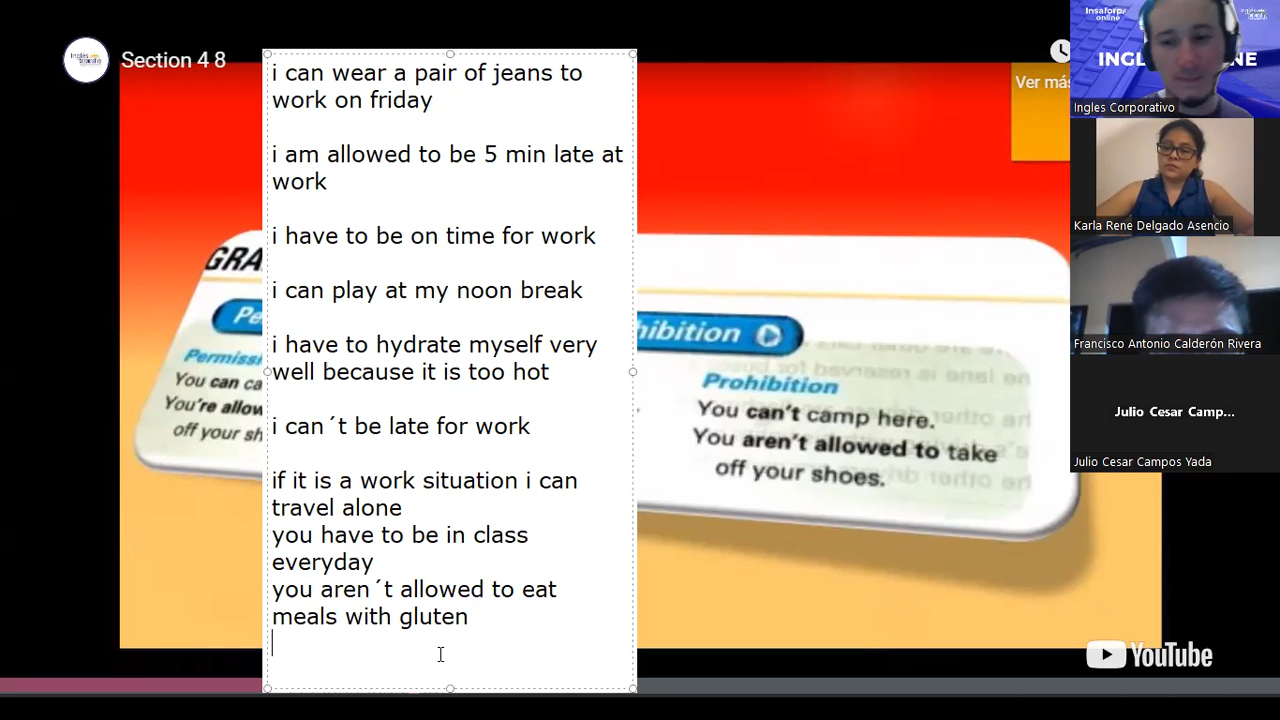 Section 4 8
i can wear a pair of jeans to
work on friday
i am allowed to be 5 min late at
work
i have to be on time for work
i can play at my noon break
i have to hydrate myself very
well because it is too hot
i can´t be late for work
if it is a work situation i can
travel alone
you have to be in class
everyday
you aren´t allowed to eat
meals with gluten
GRA
Pe
Permissi
You can ca
You're allow
off your sh
hibition
Prohibition
You can't camp here.
You aren't allowed to take
off your shoes.
Ver más
YouTube
Insaforp
online
INGL NE
Ingles Corporativo
Karla Rene Delgado Asencio
Francisco Antonio Calderón Rivera
Julio Cesar Camp...
Julio Cesar Campos Yada